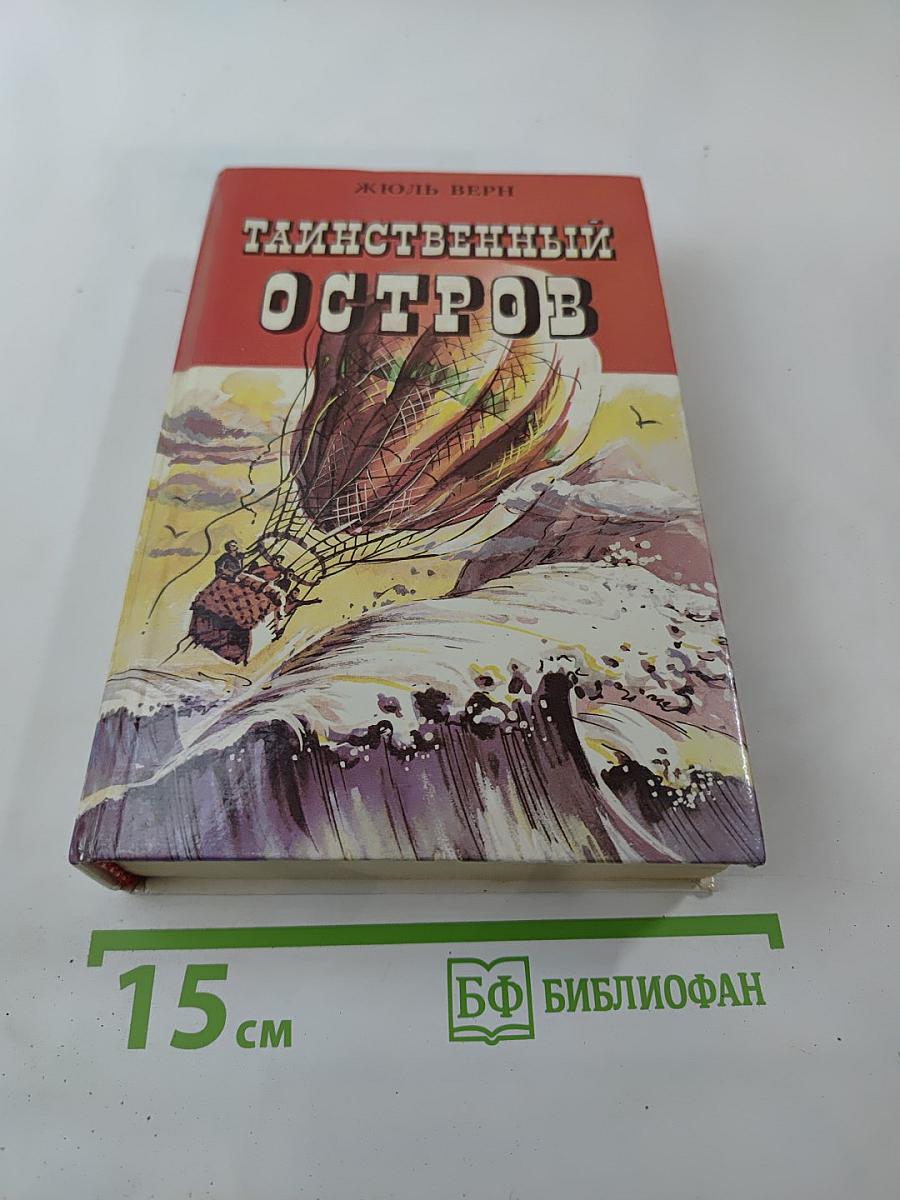 ЖЮЛЬ ВЕРН
ТАИНСТВЕННЫЙ
ОСТРОВ
15 см
БФ БИБЛИОФАН